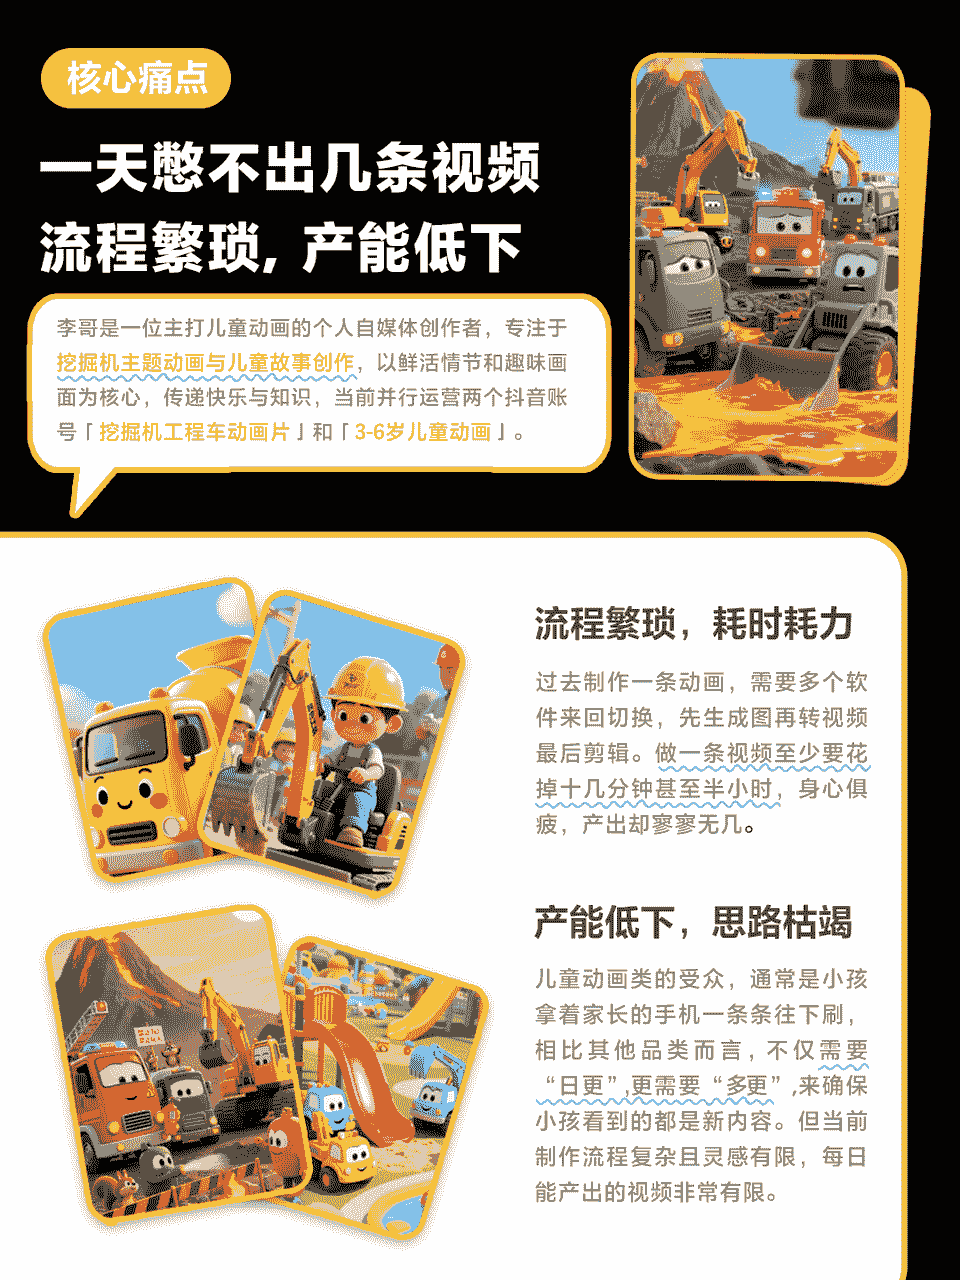 核心痛点
一天憋不出几条视频
流程繁琐, 产能低下
李哥是一位主打儿童动画的个人自媒体创作者，专注于
挖掘机主题动画与儿童故事创作，以鲜活情节和趣味画
面为核心，传递快乐与知识，当前并行运营两个抖音账
号「挖掘机工程车动画片」和「3-6岁儿童动画」。
流程繁琐，耗时耗力
过去制作一条动画，需要多个软
件来回切换，先生成图再转视频
最后剪辑。做一条视频至少要花
掉十几分钟甚至半小时，身心俱
疲，产出却寥寥无几。
产能低下，思路枯竭
儿童动画类的受众，通常是小孩
拿着家长的手机一条条往下刷，
相比其他品类而言, 不仅需要
“日更”,更需要“多更”,来确保
小孩看到的都是新内容。但当前
制作流程复杂且灵感有限，每日
能产出的视频非常有限。